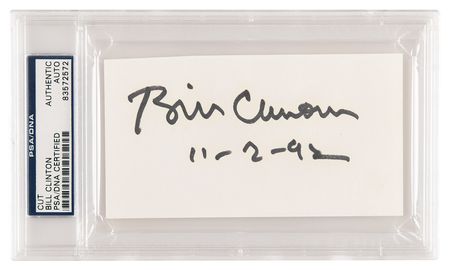 PSA/DNA
CUT
BILL CLINTON
PSA/DNA CERTIFIED
AUTHENTIC
AUTO
83572572
Bill Clinton
11-2-92